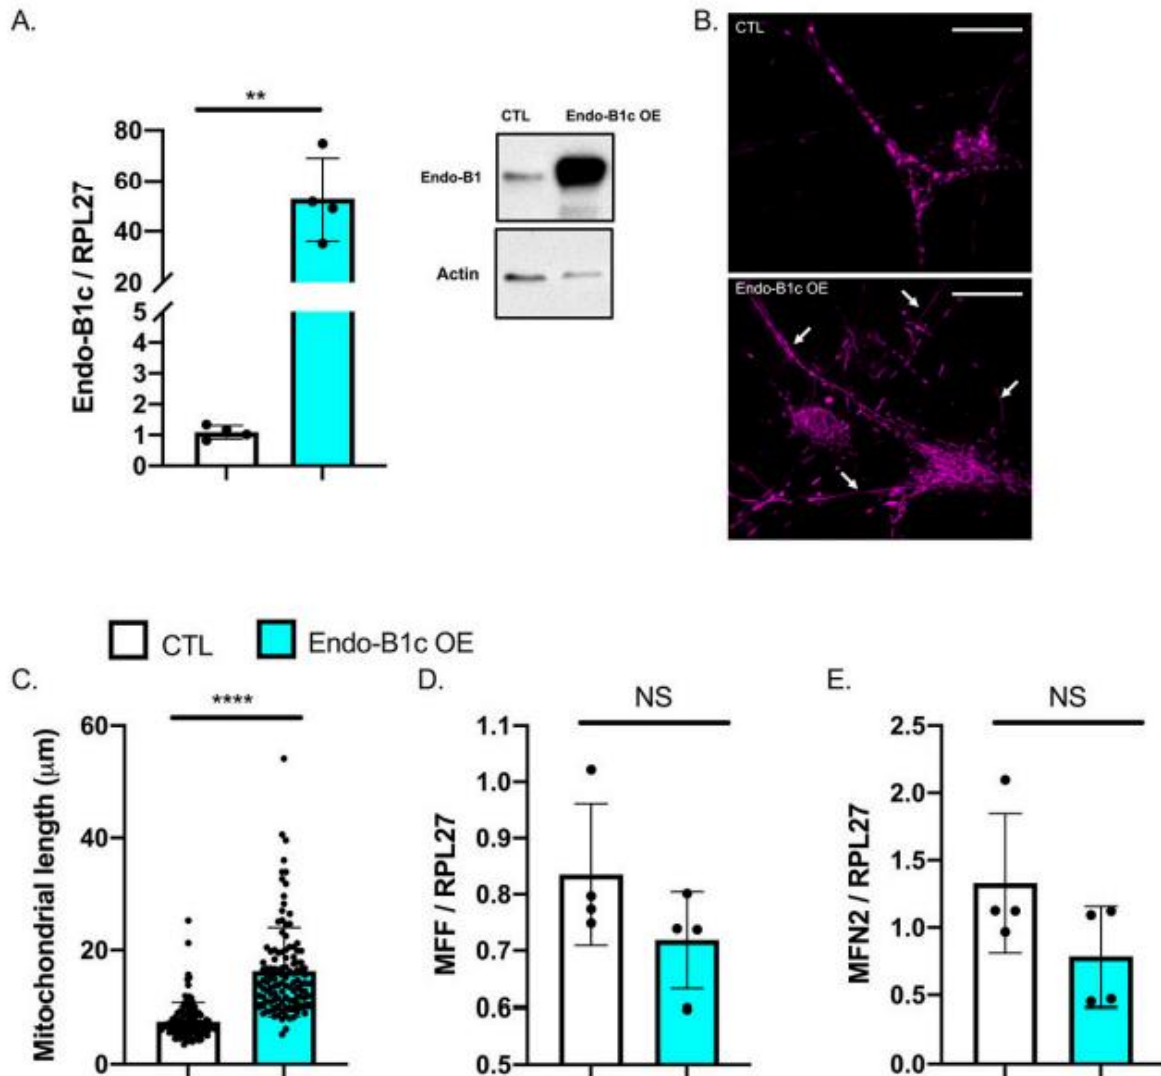 A.
**
Endo-B1c / RPL27
80
60
40
20
5
4
3
2
1
0
CTL Endo-B1c OE
Endo-B1
Actin
B.
CTL
Endo-B1c OE
CTL Endo-B1c OE
C.
****
Mitochondrial length (μm)
60
40
20
0
D.
NS
MFF / RPL27
1.1
1.0
0.9
0.8
0.7
0.6
0.5
E.
NS
MFN2 / RPL27
2.5
2.0
1.5
1.0
0.5
0.0